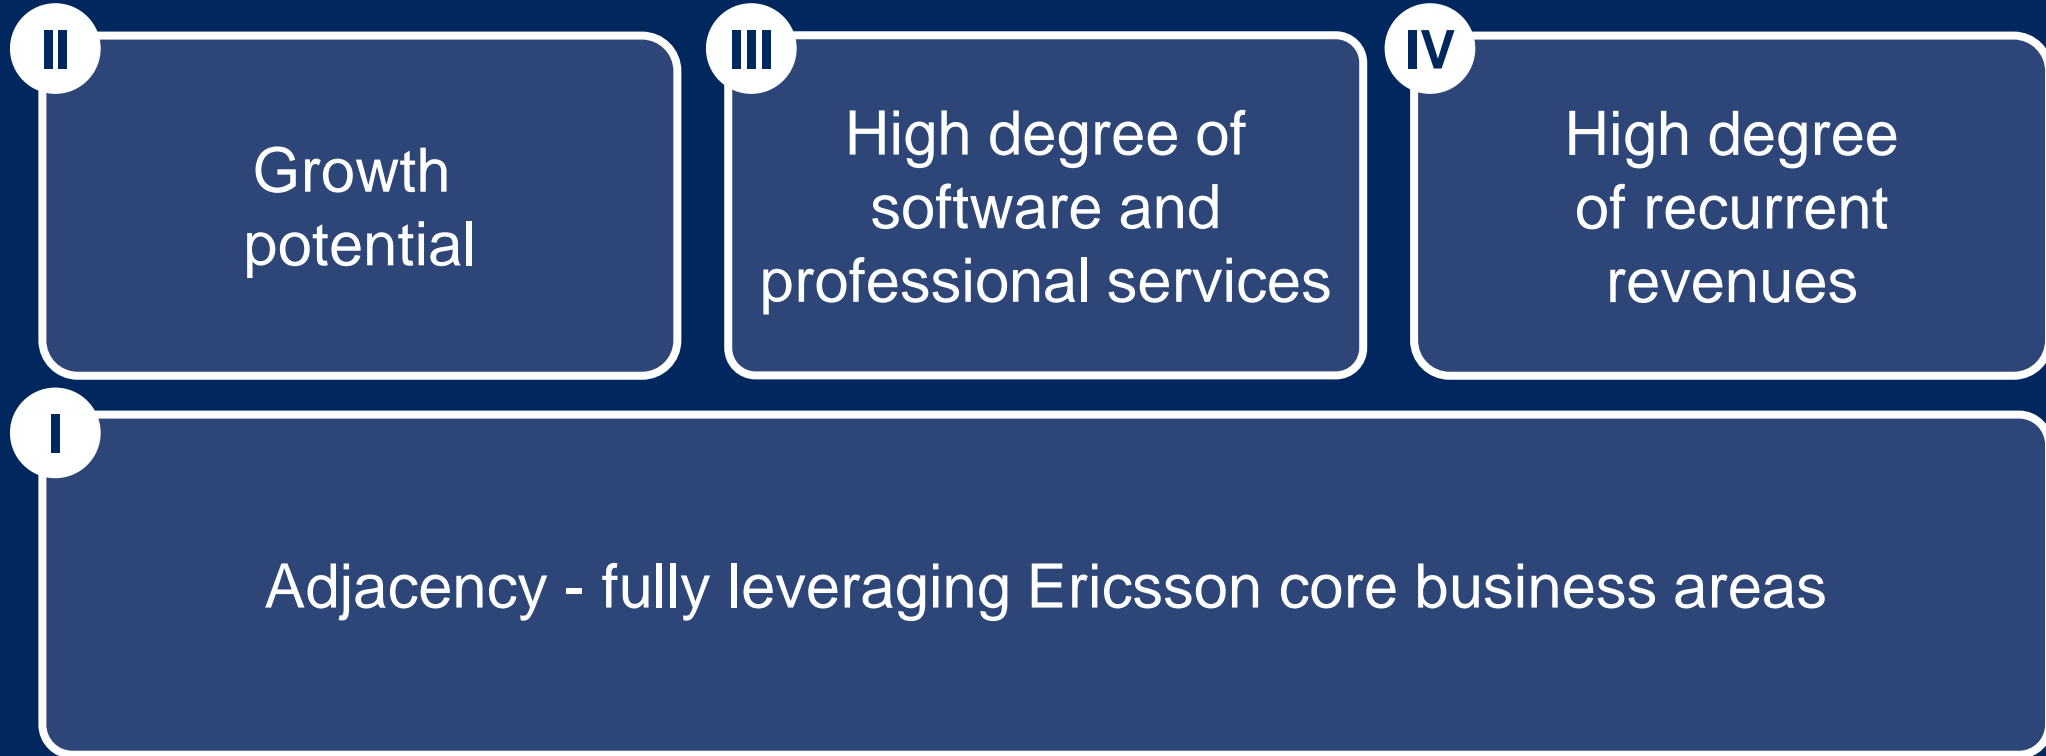 II
Growth
potential
III
High degree of
software and
professional services
IV
High degree
of recurrent
revenues
I
Adjacency - fully leveraging Ericsson core business areas